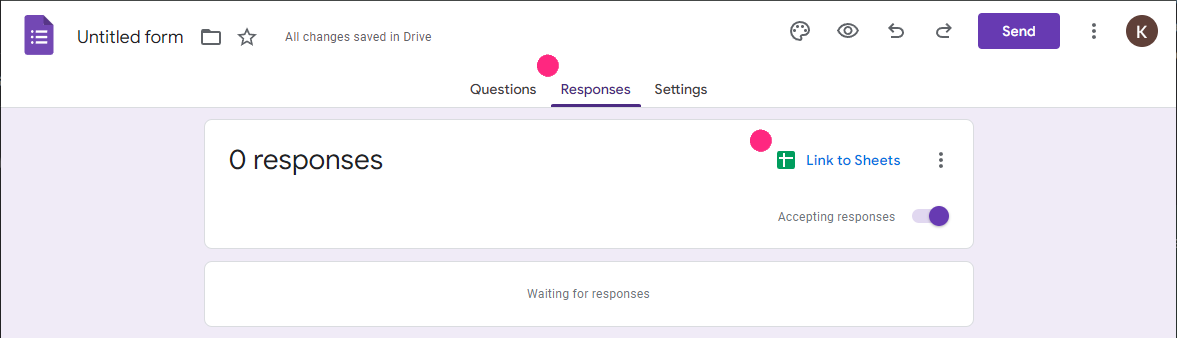 Untitled form
All changes saved in Drive
Send
K
Questions Responses Settings
0 responses
Link to Sheets
Accepting responses
Waiting for responses